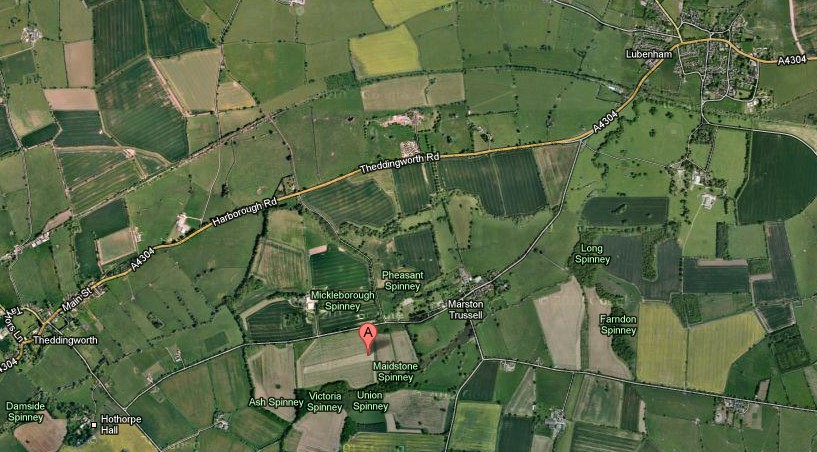 Lubenham
A4304
A4304
Theddingworth Rd
Harborough Rd
A4304
Long
Spinney
Pheasant
Spinney
Mickleborough
Spinney
Main St
Marston
Trussell
Farndon
Spinney
A
Theddingworth
Maidstone
Spinney
Ash Spinney
Victoria
Spinney
Union
Spinney
Damside
Spinney
Hothorpe
Hall